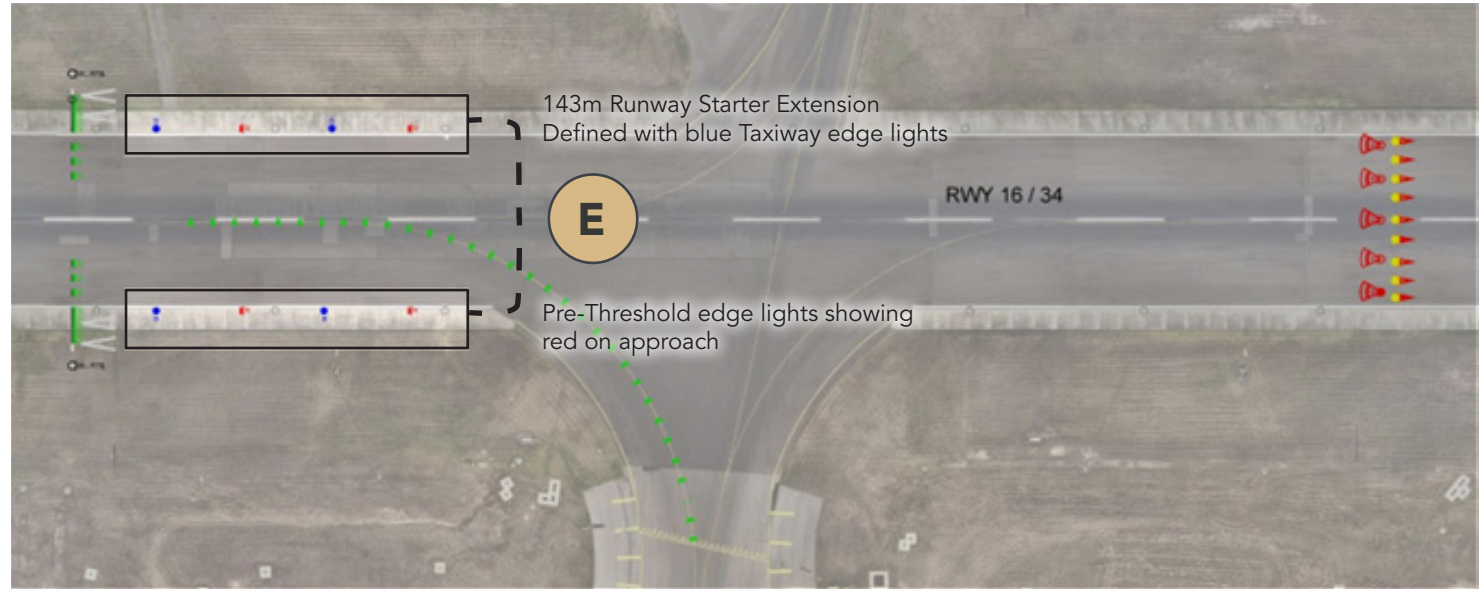 143m Runway Starter Extension
Defined with blue Taxiway edge lights
RWY 16 / 34
E
Pre-Threshold edge lights showing
red on approach